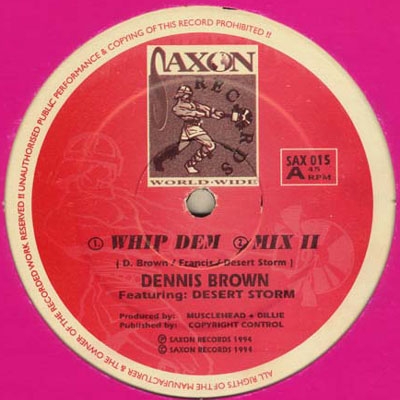 ALL RIGHTS OF THE MANUFACTURER & THE OWNER OF THE RECORDED WORK RESERVED !! UNAUTHORISED PUBLIC PERFORMANCE & COPYING OF THIS RECORD PROHIBITED !!
SAXON
RECORDS
WORLD-WIDE
SAX 015
A 45 RPM
① WHIP DEM ② MIX II
( D. Brown / Francis / Desert Storm )
DENNIS BROWN
Featuring: DESERT STORM
Produced by: MUSCLEHEAD + DILLIE
Published by: COPYRIGHT CONTROL
℗ SAXON RECORDS 1994
© SAXON RECORDS 1994